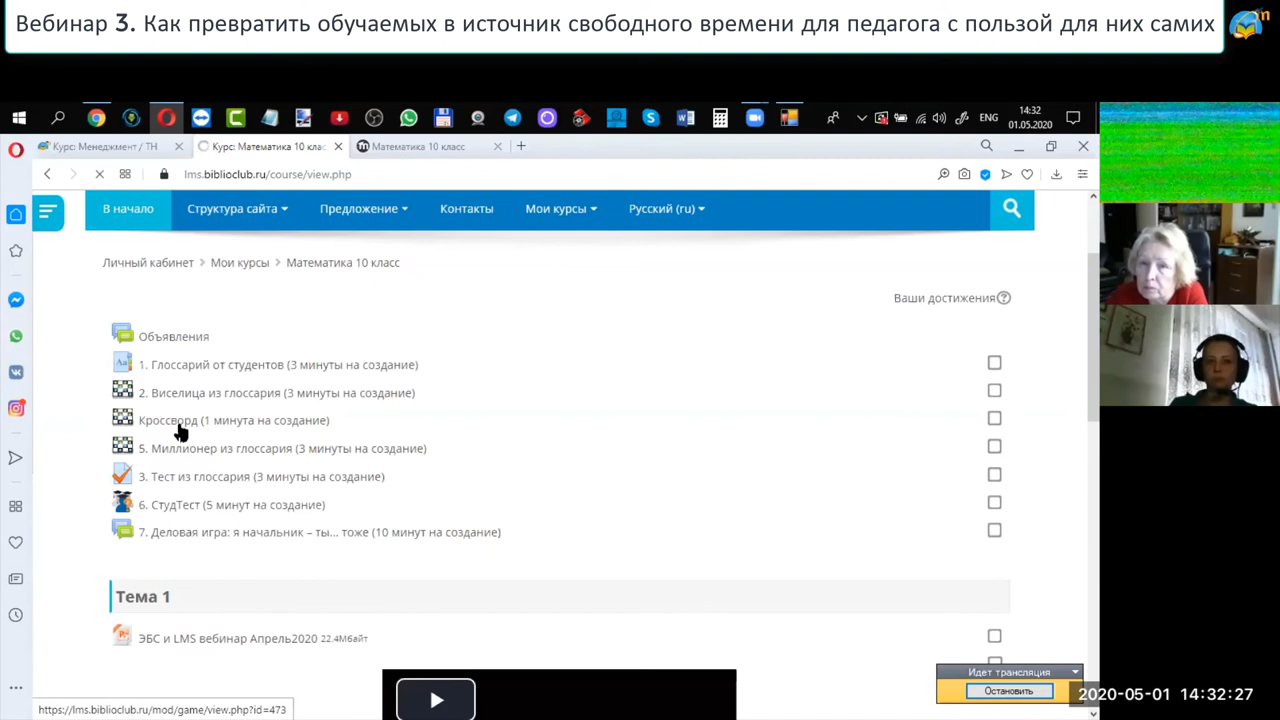 Вебинар 3. Как превратить обучаемых в источник свободного времени для педагога с пользой для них самих
14:32
ENG
01.05.2020
Курс: Менеджмент / ТН
Курс: Математика 10 клас
Математика 10 класс
lms.biblioclub.ru/course/view.php
В начало
Структура сайта
Предложение
Контакты
Мои курсы
Русский (ru)
Личный кабинет
Мои курсы
Математика 10 класс
Ваши достижения
Объявления
1. Глоссарий от студентов (3 минуты на создание)
2. Виселица из глоссария (3 минуты на создание)
Кроссворд (1 минута на создание)
5. Миллионер из глоссария (3 минуты на создание)
3. Тест из глоссария (3 минуты на создание)
6. СтудТест (5 минут на создание)
7. Деловая игра: я начальник – ты... тоже (10 минут на создание)
Тема 1
ЭБС и LMS вебинар Апрель2020 22.4Мбайт
Идет трансляция
Остановить
2020-05-01 14:32:27
https://lms.biblioclub.ru/mod/game/view.php?id=473